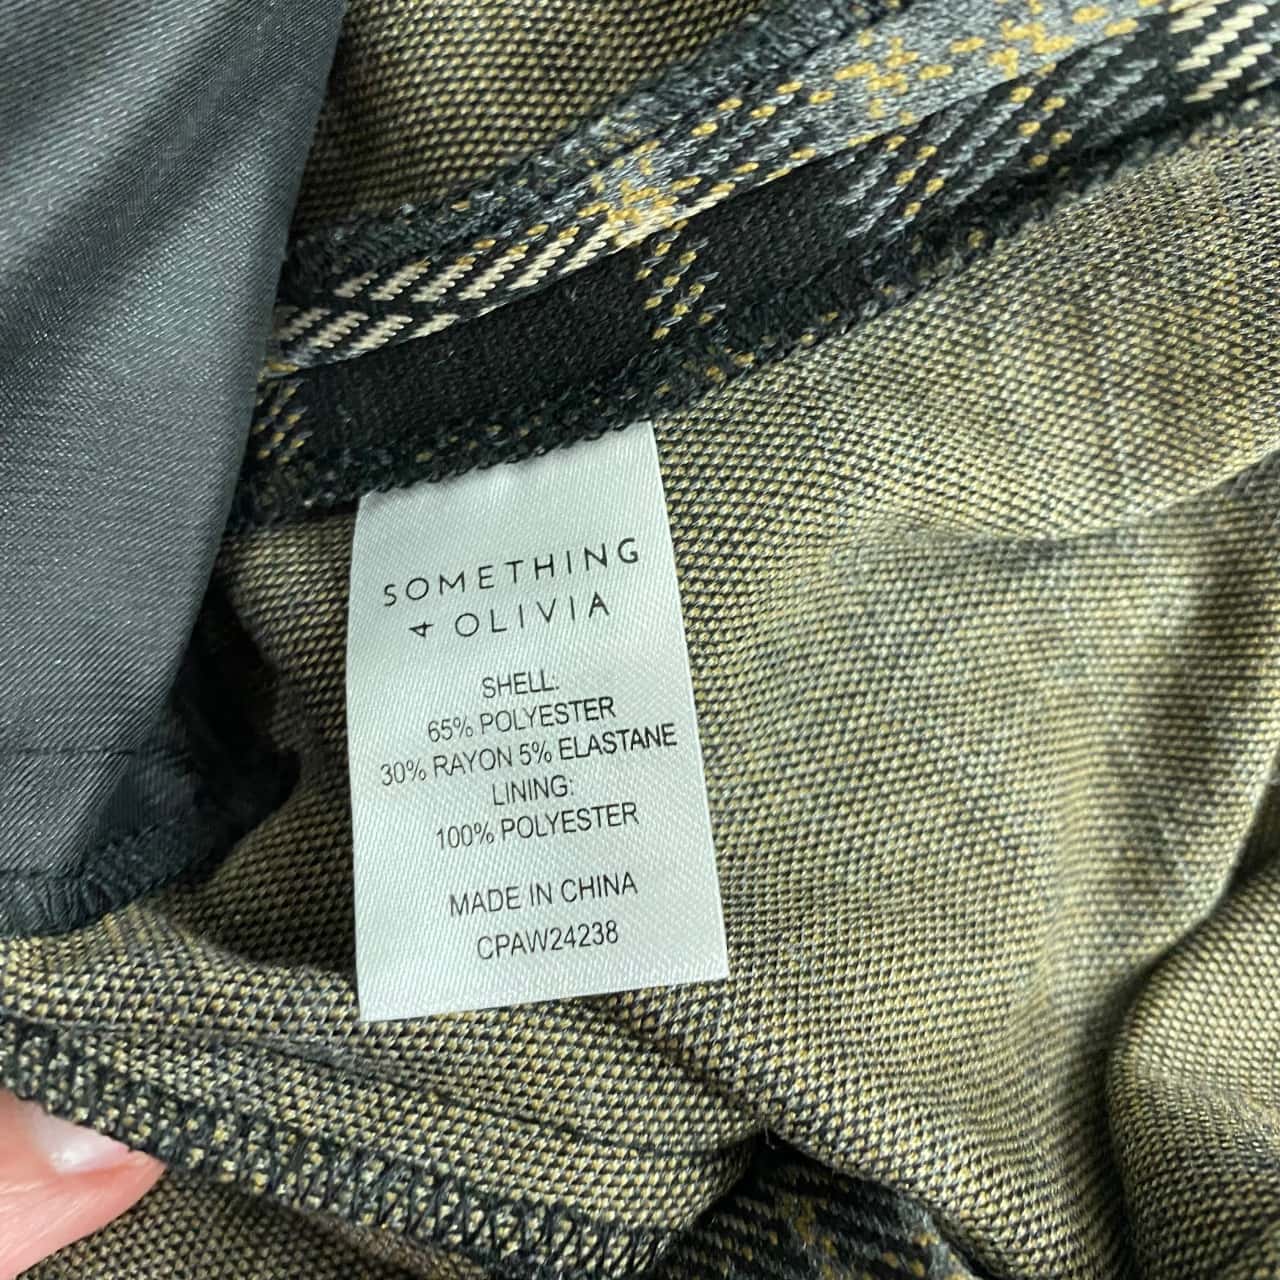 SOMETHING
4 OLIVIA
SHELL:
65% POLYESTER
30% RAYON 5% ELASTANE
LINING:
100% POLYESTER
MADE IN CHINA
CPAW24238